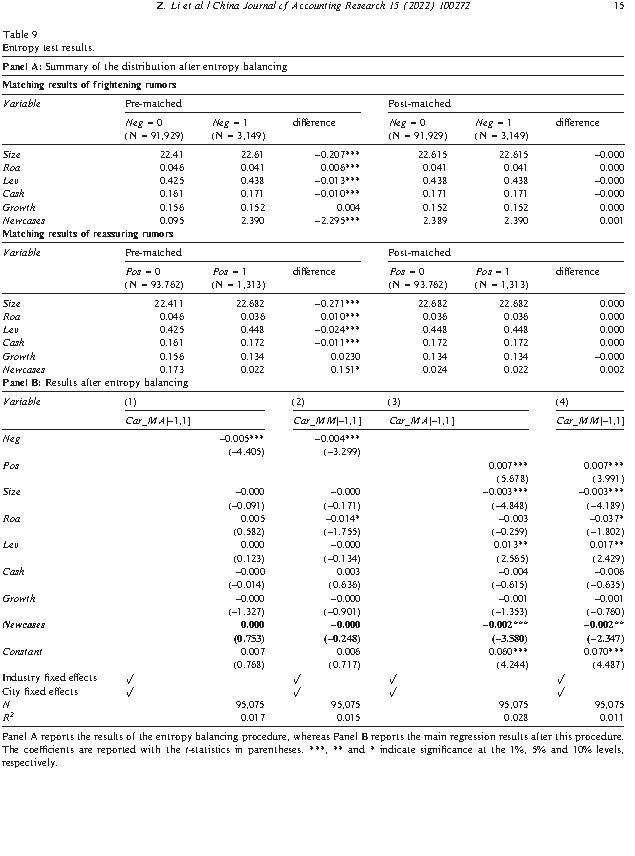 Z. Li et al / China Journal of Accounting Research 15 (2022) 100272 15
Table 9
Entropy test results.
Panel A: Summary of the distribution after entropy balancing
Matching results of frightening rumors
Variable Pre-matched Post-matched
Neg = 0 Neg = 1 difference Neg = 0 Neg = 1 difference
(N = 91,929) (N = 3,149) (N = 91,929) (N = 3,149)
Size 22.41 22.61 −0.207*** 22.615 22.615 −0.000
Roa 0.046 0.041 0.006*** 0.041 0.041 0.000
Lev 0.425 0.438 −0.013*** 0.438 0.438 −0.000
Cash 0.161 0.171 −0.010*** 0.171 0.171 −0.000
Growth 0.156 0.152 0.004 0.152 0.152 −0.000
Newcases 0.095 2.390 −2.295*** 2.389 2.390 0.001
Matching results of reassuring rumors
Variable Pre-matched Post-matched
Pos = 0 Pos = 1 difference Pos = 0 Pos = 1 difference
(N = 93.762) (N = 1,313) (N = 93.762) (N = 1,313)
Size 22.411 22.682 −0.271*** 22.682 22.682 0.000
Roa 0.046 0.036 0.010*** 0.036 0.036 0.000
Lev 0.425 0.448 −0.024*** 0.448 0.448 0.000
Cash 0.161 0.172 −0.011*** 0.172 0.172 0.000
Growth 0.156 0.134 0.0230 0.134 0.134 −0.000
Newcases 0.173 0.022 0.151* 0.024 0.022 0.002
Panel B: Results after entropy balancing
Variable (1) (2) (3) (4)
Car_MA[−1,1] Car_MM[−1,1] Car_MA[−1,1] Car_MM[−1,1]
Neg −0.005*** −0.004***
(−4.405) (−3.299)
Pos 0.007*** 0.007***
(5.678) (3.991)
Size −0.000 −0.000 −0.003*** −0.003***
(−0.091) (−0.171) (−4.848) (−4.189)
Roa 0.005 −0.014* −0.003 −0.037*
(0.582) (−1.755) (−0.259) (−1.802)
Lev 0.000 −0.000 0.013** 0.017**
(0.123) (−0.134) (2.565) (2.429)
Cash −0.000 0.003 −0.004 −0.006
(−0.014) (0.636) (−0.615) (−0.635)
Growth −0.000 −0.000 −0.001 −0.001
(−1.327) (−0.901) (−1.353) (−0.760)
Newcases 0.000 −0.000 −0.002*** −0.002**
(0.753) (−0.248) (−3.580) (−2.347)
Constant 0.007 0.006 0.060*** 0.070***
(0.768) (0.717) (4.244) (4.487)
Industry fixed effects ✓ ✓ ✓ ✓
City fixed effects ✓ ✓ ✓ ✓
N 95,075 95,075 95,075 95,075
R² 0.017 0.015 0.028 0.011
Panel A reports the results of the entropy balancing procedure, whereas Panel B reports the main regression results after this procedure.
The coefficients are reported with the t-statistics in parentheses. ***, ** and * indicate significance at the 1%, 5% and 10% levels,
respectively.